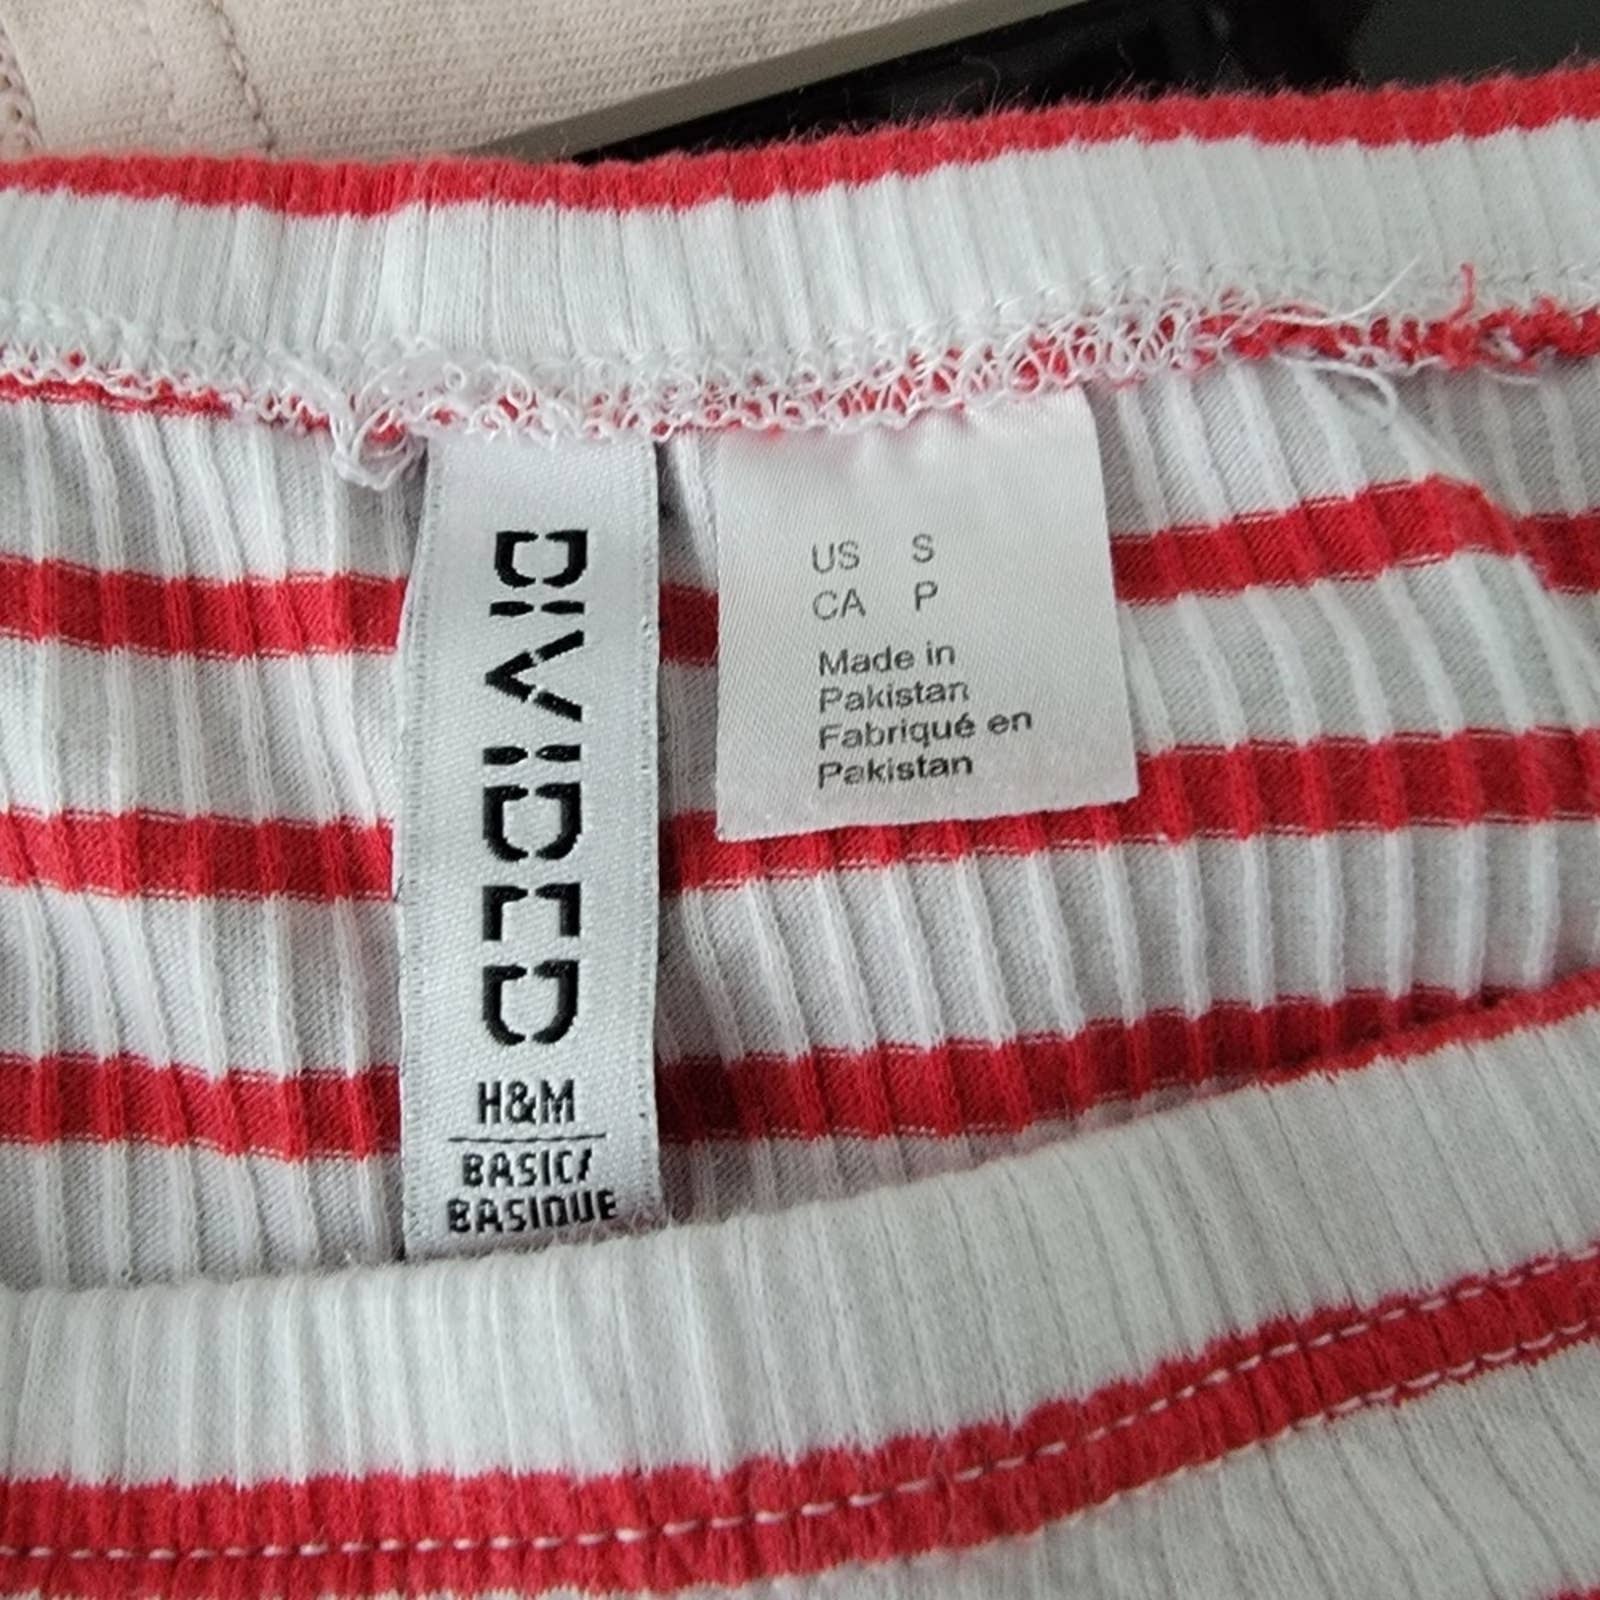 DIVIDED
H&M
BASIC/
BASIQUE
US S
CA P
Made in
Pakistan
Fabriqué en
Pakistan